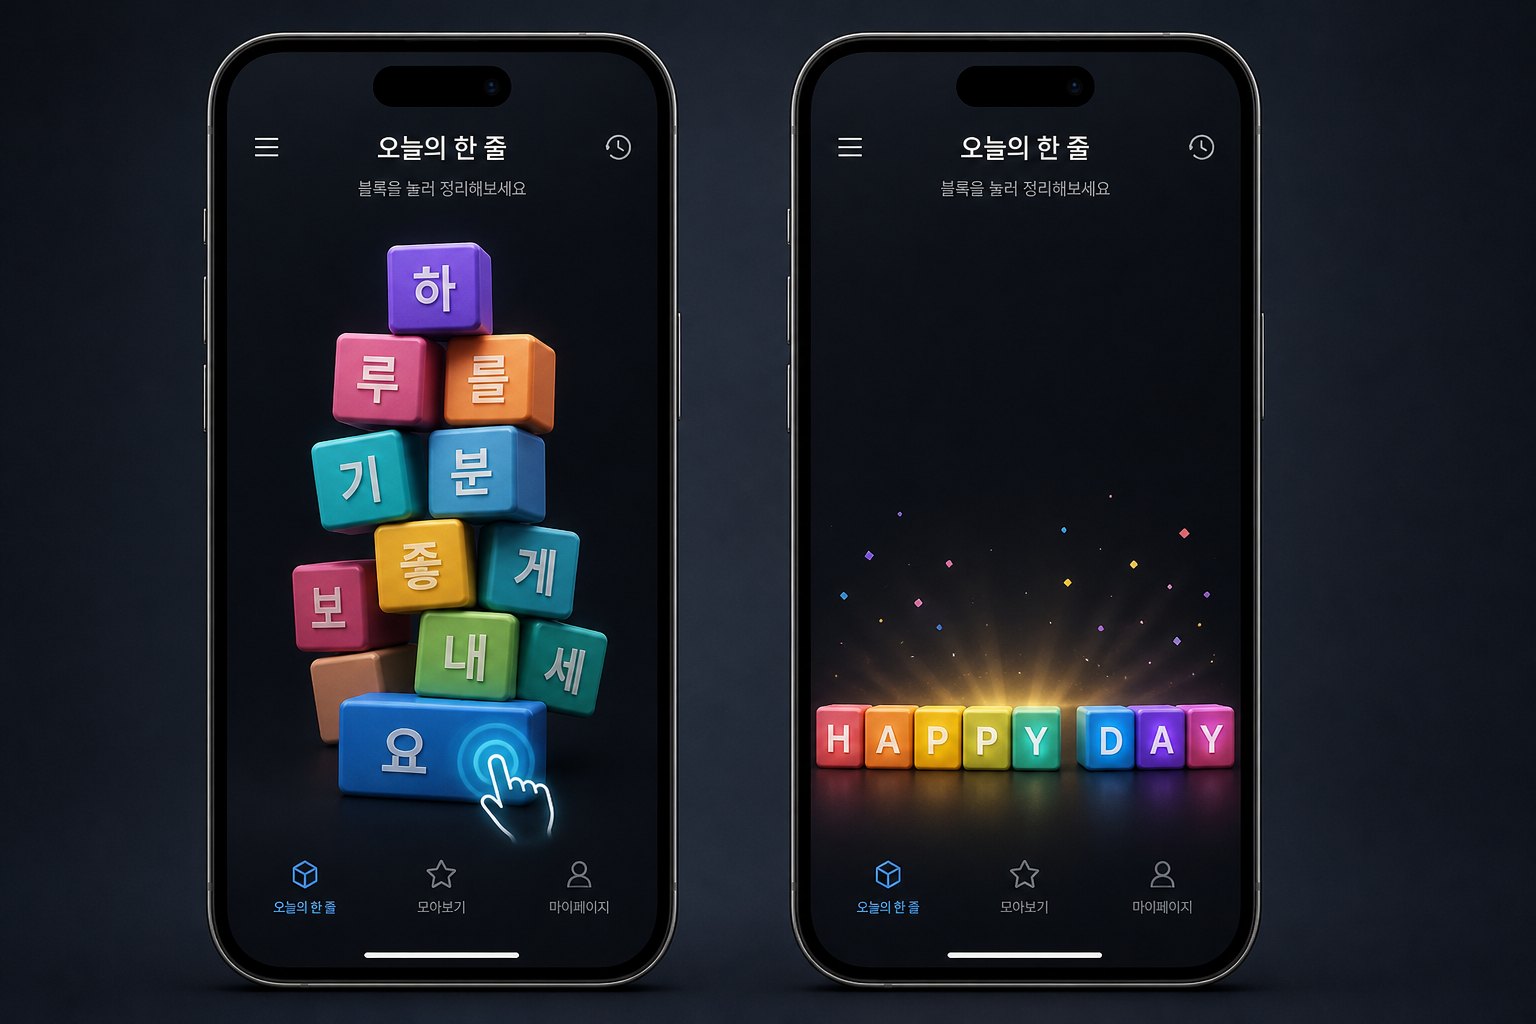 오늘의 한 줄
블록을 눌러 정리해보세요
하
루 를
기 분
좋 게
보 내 세
요
오늘의 한 줄 모아보기 마이페이지
오늘의 한 줄
블록을 눌러 정리해보세요
HAPPY DAY
오늘의 한 줄 모아보기 마이페이지